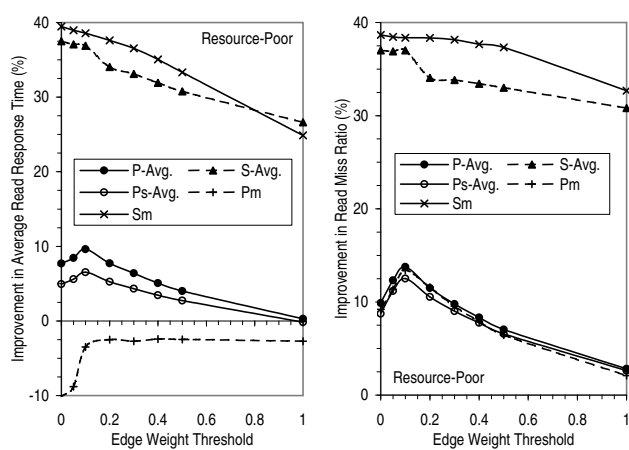 Improvement in Average Read Response Time (%)
40
30
20
10
0
-10
Resource-Poor
P-Avg.
S-Avg.
Ps-Avg.
Pm
Sm
0
0.2
0.4
0.6
0.8
1
Edge Weight Threshold
Improvement in Read Miss Ratio (%)
40
30
20
10
0
P-Avg.
S-Avg.
Ps-Avg.
Pm
Sm
Resource-Poor
0
0.2
0.4
0.6
0.8
1
Edge Weight Threshold